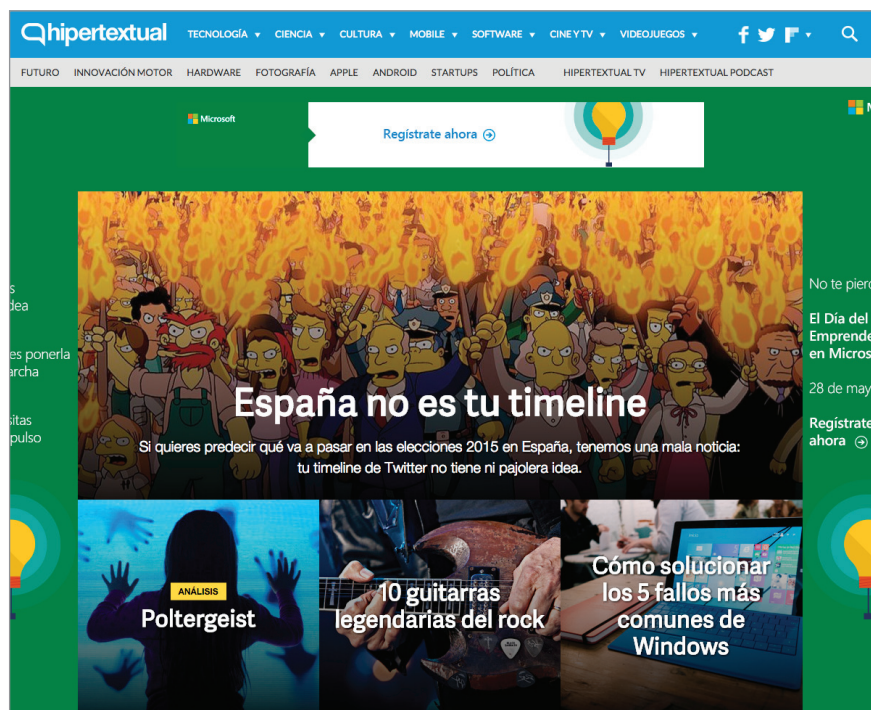 hipertextual
TECNOLOGÍA CIENCIA CULTURA MOBILE SOFTWARE CINE Y TV VIDEOJUEGOS
FUTURO INNOVACIÓN MOTOR HARDWARE FOTOGRAFÍA APPLE ANDROID STARTUPS POLÍTICA HIPERTEXTUAL TV HIPERTEXTUAL PODCAST
Microsoft
Regístrate ahora
España no es tu timeline
Si quieres predecir qué va a pasar en las elecciones 2015 en España, tenemos una mala noticia:
tu timeline de Twitter no tiene ni pajolera idea.
es ponerla
No te pierd
El Día del
Emprende
en Micros
28 de may
Regístrate
ahora
ANÁLISIS
Poltergeist
10 guitarras
legendarias del rock
Cómo solucionar
los 5 fallos más
comunes de
Windows